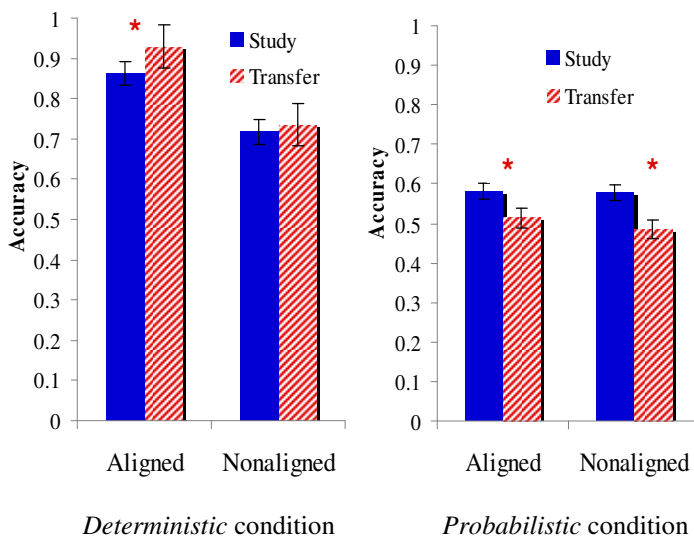 1
0.9
0.8
0.7
0.6
0.5
0.4
0.3
0.2
0.1
0
Accuracy
*
Study
Transfer
Aligned Nonaligned
Deterministic condition
1
0.9
0.8
0.7
0.6
0.5
0.4
0.3
0.2
0.1
0
Accuracy
Study
Transfer
* *
Aligned Nonaligned
Probabilistic condition